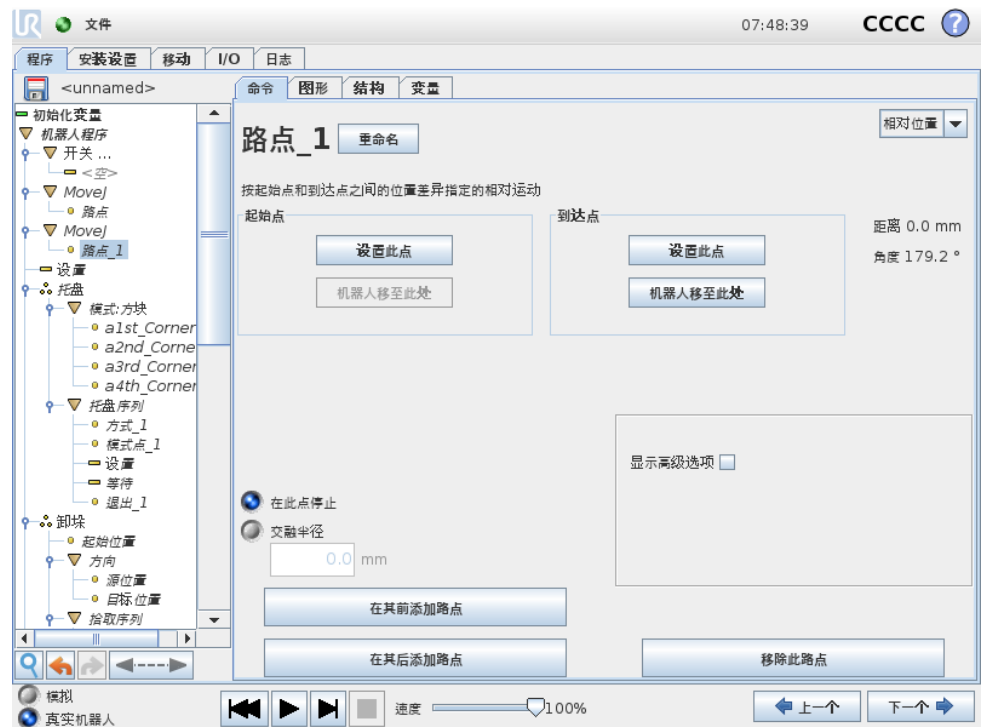 UR 文件 07:48:39 CCCC ?
程序 安装设置 移动 I/O 日志
<unnamed>
命令 图形 结构 变量
初始化变量
机器人程序
开关 ...
<空>
MoveJ
路点
MoveJ
路点_1
设置
托盘
模式:方块
a1st_Corner
a2nd_Corne
a3rd_Corner
a4th_Corner
托盘序列
方式_1
模式点_1
设置
等待
退出_1
卸垛
起始位置
方向
源位置
目标位置
拾取序列
路点_1 重命名 相对位置
按起始点和到达点之间的位置差异指定的相对运动
起始点
设置此点
机器人移至此处
到达点
设置此点
机器人移至此处
距离 0.0 mm
角度 179.2 °
显示高级选项
在此点停止
交融半径
0.0 mm
在其前添加路点
在其后添加路点 移除此路点
模拟
真实机器人
速度 100%
上一个 下一个